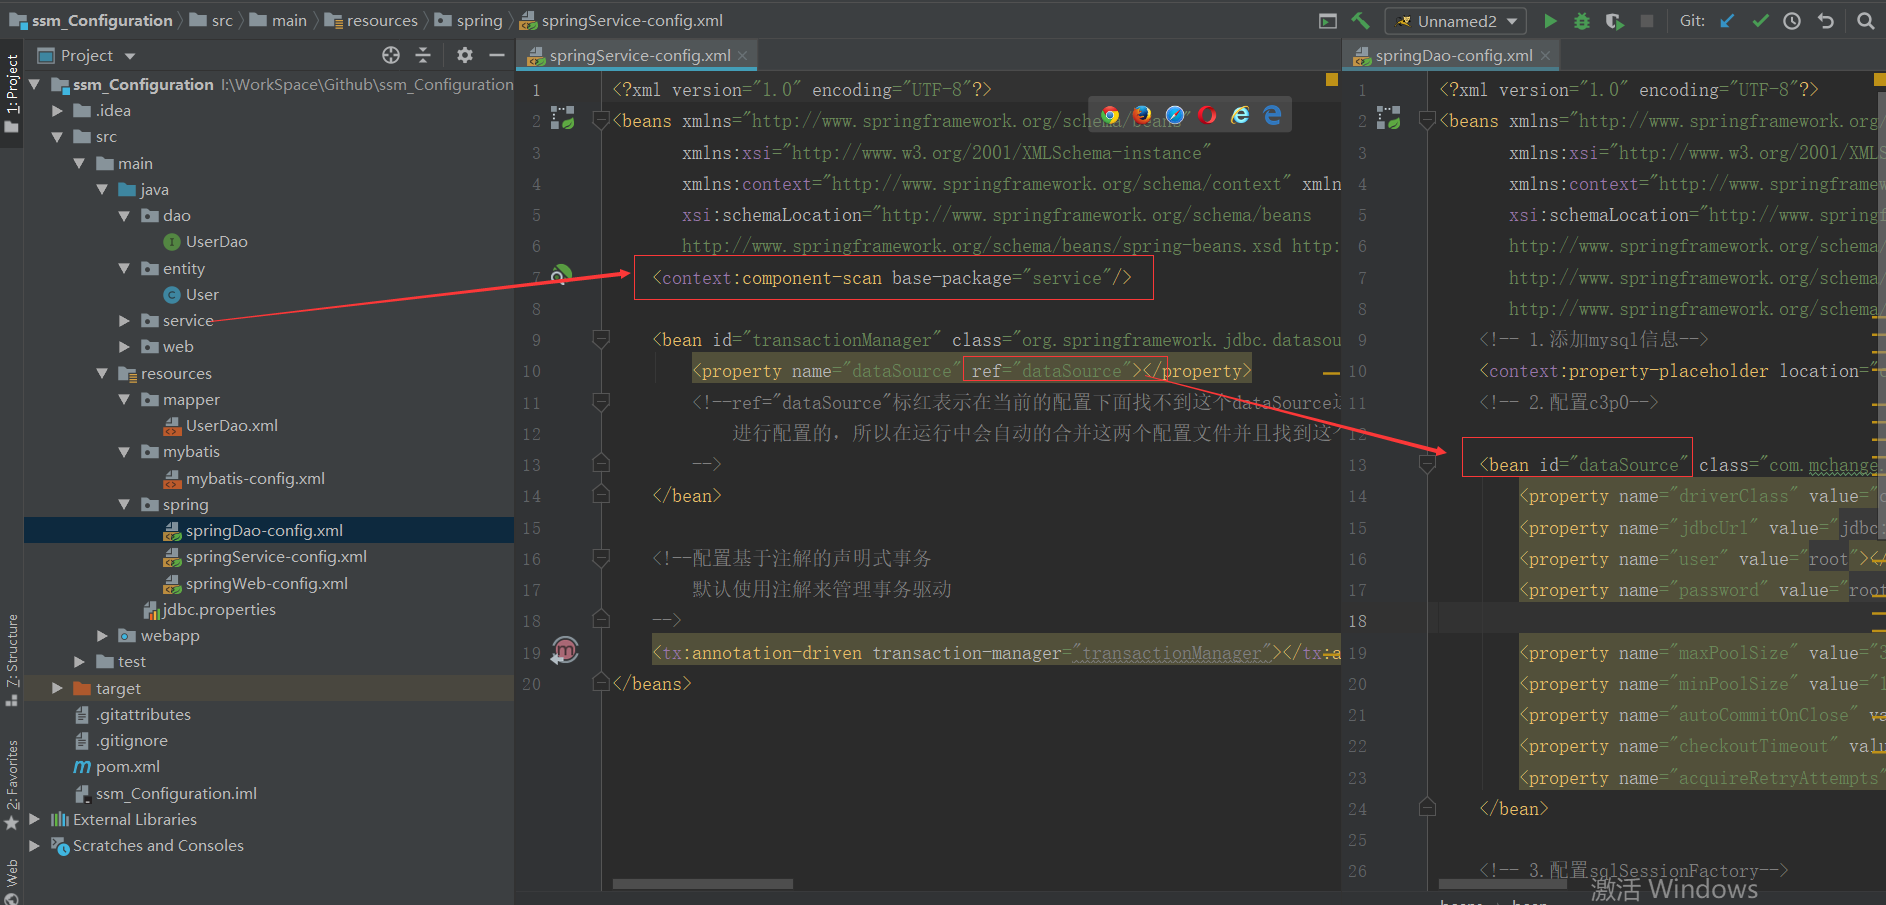 ssm_Configuration src main resources spring springService-config.xml
Unnamed2 Git:
Project
springService-config.xml
springDao-config.xml
1: Project
Z: Structure
2: Favorites
Web
ssm_Configuration I:\WorkSpace\Github\ssm_Configuration
.idea
src
main
java
dao
UserDao
entity
User
service
web
resources
mapper
UserDao.xml
mybatis
mybatis-config.xml
spring
springDao-config.xml
springService-config.xml
springWeb-config.xml
jdbc.properties
webapp
test
target
.gitattributes
.gitignore
pom.xml
ssm_Configuration.iml
External Libraries
Scratches and Consoles
1 <?xml version="1.0" encoding="UTF-8"?>
2 <beans xmlns="http://www.springframework.org/schema/beans"
3 xmlns:xsi="http://www.w3.org/2001/XMLSchema-instance"
4 xmlns:context="http://www.springframework.org/schema/context" xmln
5 xsi:schemaLocation="http://www.springframework.org/schema/beans
6 http://www.springframework.org/schema/beans/spring-beans.xsd http:
7 <context:component-scan base-package="service"/>
8
9 <bean id="transactionManager" class="org.springframework.jdbc.datasou
10 <property name="dataSource" ref="dataSource"></property>
11 <!--ref="dataSource"标红表示在当前的配置下面找不到这个dataSource
12 进行配置的，所以在运行中会自动的合并这两个配置文件并且找到这
13 -->
14 </bean>
15
16 <!--配置基于注解的声明式事务
17 默认使用注解来管理事务驱动
18 -->
19 <tx:annotation-driven transaction-manager="transactionManager"></tx:a
20 </beans>
1 <?xml version="1.0" encoding="UTF-8"?>
2 <beans xmlns="http://www.springframework.org/
3 xmlns:xsi="http://www.w3.org/2001/XMLS
4 xmlns:context="http://www.springframew
5 xsi:schemaLocation="http://www.springf
6 http://www.springframework.org/schema/
7 http://www.springframework.org/schema/
8 http://www.springframework.org/schema/
9 <!-- 1.添加mysql信息-->
10 <context:property-placeholder location="
11 <!-- 2.配置c3p0-->
12
13 <bean id="dataSource" class="com.mchange.
14 <property name="driverClass" value="
15 <property name="jdbcUrl" value="jdbc:
16 <property name="user" value="root"></
17 <property name="password" value="root
18
19 <property name="maxPoolSize" value="3
20 <property name="minPoolSize" value="1
21 <property name="autoCommitOnClose" va
22 <property name="checkoutTimeout" valu
23 <property name="acquireRetryAttempts"
24 </bean>
25
26 <!-- 3.配置sqlSessionFactory-->
激活 Windows